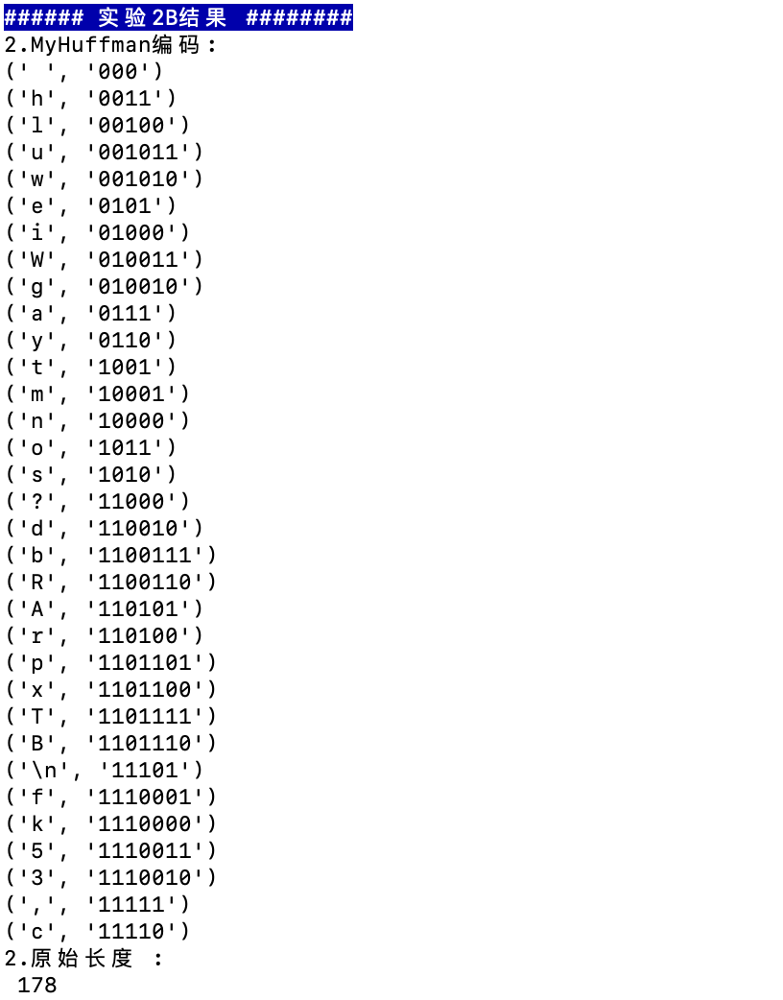 ###### 实验2B结果 ########
2.MyHuffman编码:
(' ', '000')
('h', '0011')
('l', '00100')
('u', '001011')
('w', '001010')
('e', '0101')
('i', '01000')
('W', '010011')
('g', '010010')
('a', '0111')
('y', '0110')
('t', '1001')
('m', '10001')
('n', '10000')
('o', '1011')
('s', '1010')
('?', '11000')
('d', '110010')
('b', '1100111')
('R', '1100110')
('A', '110101')
('r', '110100')
('p', '1101101')
('x', '1101100')
('T', '1101111')
('B', '1101110')
('\n', '11101')
('f', '1110001')
('k', '1110000')
('5', '1110011')
('3', '1110010')
(',', '11111')
('c', '11110')
2.原始长度 :
178